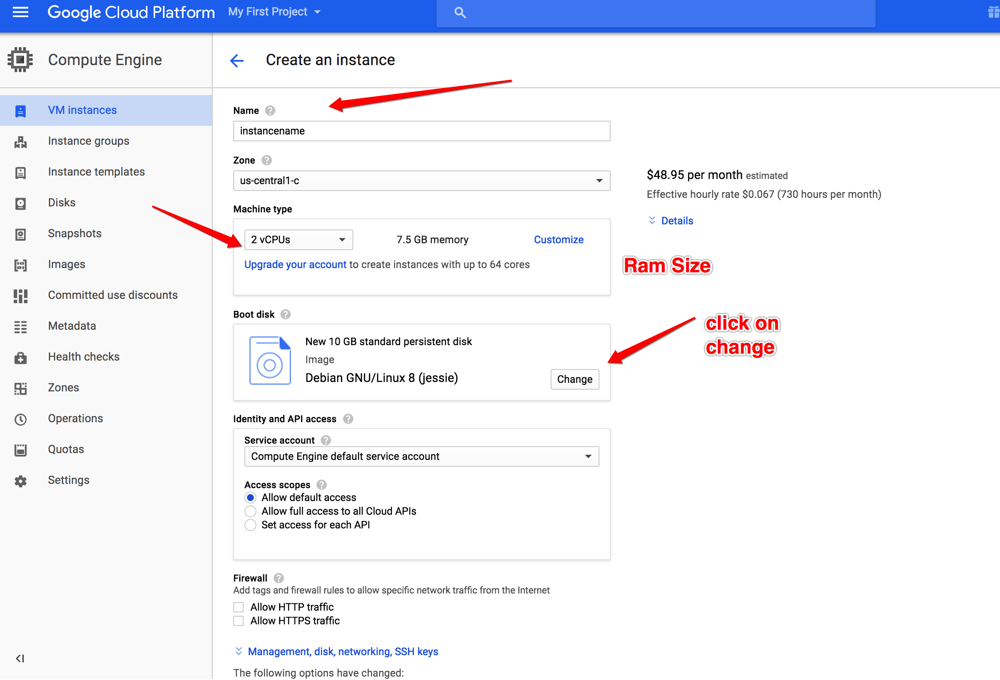 Google Cloud Platform My First Project
Compute Engine
VM instances
Instance groups
Instance templates
Disks
Snapshots
Images
Committed use discounts
Metadata
Health checks
Zones
Operations
Quotas
Settings
Create an instance
Name
instancename
Zone
us-central1-c
Machine type
2 vCPUs 7.5 GB memory Customize
Upgrade your account to create instances with up to 64 cores
Boot disk
New 10 GB standard persistent disk
Image
Debian GNU/Linux 8 (jessie)
Change
Identity and API access
Service account
Compute Engine default service account
Access scopes
Allow default access
Allow full access to all Cloud APIs
Set access for each API
Firewall
Add tags and firewall rules to allow specific network traffic from the Internet
Allow HTTP traffic
Allow HTTPS traffic
Management, disk, networking, SSH keys
The following options have changed:
$48.95 per month estimated
Effective hourly rate $0.067 (730 hours per month)
Details
Ram Size
click on
change